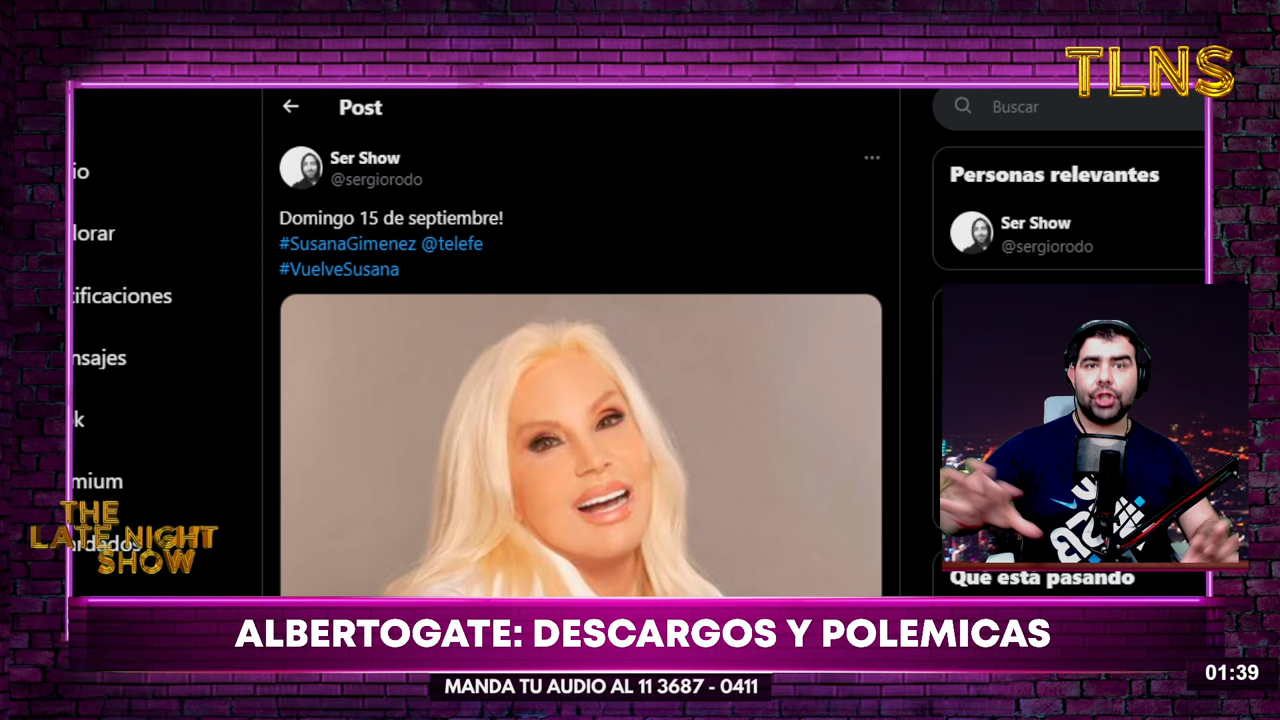 TLNS
Post
Buscar
Ser Show
@sergiorodo
Domingo 15 de septiembre!
#SusanaGimenez @telefe
#VuelveSusana
Personas relevantes
Ser Show
@sergiorodo
io
lorar
tificaciones
nsajes
k
mium
ardados
THE
LATE NIGHT
SHOW
Que esta pasando
ALBERTOGATE: DESCARGOS Y POLEMICAS
MANDA TU AUDIO AL 11 3687 - 0411
01:39